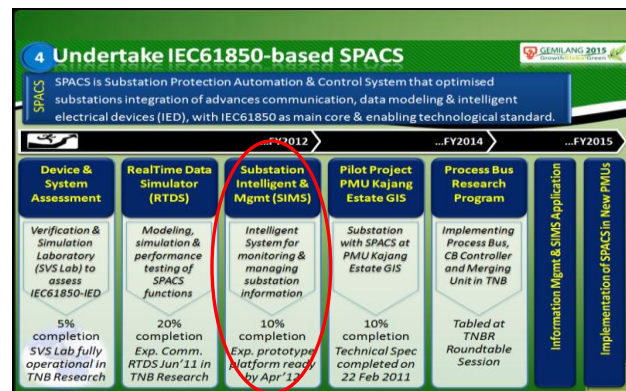 4 Undertake IEC61850-based SPACS
GEMILANG 2015
GrowthGlobalGreen
SPACS
SPACS is Substation Protection Automation & Control System that optimised
substations integration of advances communication, data modeling & intelligent
electrical devices (IED), with IEC61850 as main core & enabling technological standard.
...FY2012
...FY2014
...FY2015
Device &
System
Assessment
Verification &
Simulation
Laboratory
(SVS Lab) to
assess
IEC61850-IED
5%
completion
SVS Lab fully
operational in
TNB Research
RealTime Data
Simulator
(RTDS)
Modeling,
simulation &
performance
testing of
SPACS
functions
20%
completion
Exp. Comm.
RTDS Jun'11 in
TNB Research
Substation
Intelligent &
Mgmt (SIMS)
Intelligent
System for
monitoring &
managing
substation
information
10%
completion
Exp. prototype
platform ready
by Apr'12
Pilot Project
PMU Kajang
Estate GIS
Substation
with SPACS at
PMU Kajang
Estate GIS
10%
completion
Technical Spec
completed on
22 Feb 2011
Process Bus
Research
Program
Implementing
Process Bus,
CB Controller
and Merging
Unit in TNB
Tabled at
TNBR
Roundtable
Session
Information Mgmt & SIMS Application
Implementation of SPACS in New PMUs